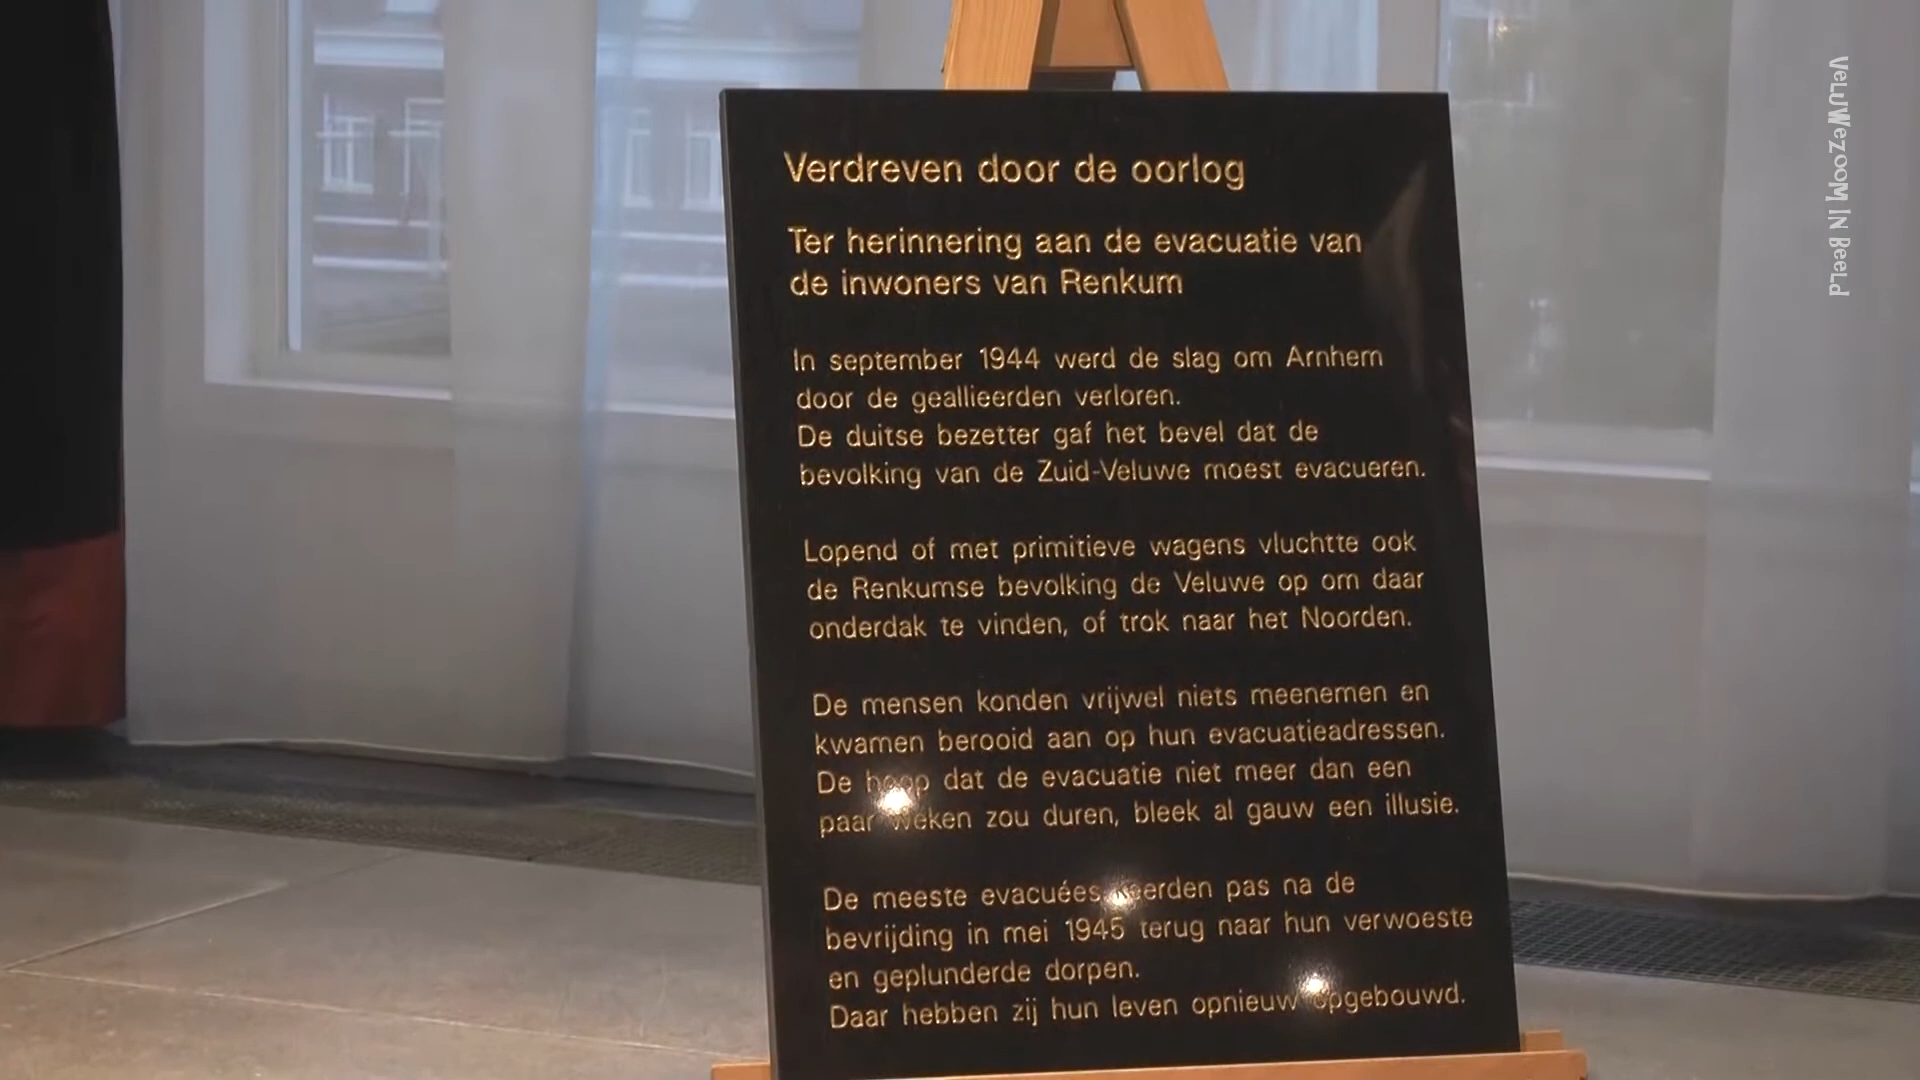 Verdreven door de oorlog
Ter herinnering aan de evacuatie van
de inwoners van Renkum
In september 1944 werd de slag om Arnhem
door de geallieerden verloren.
De duitse bezetter gaf het bevel dat de
bevolking van de Zuid-Veluwe moest evacueren.
Lopend of met primitieve wagens vluchtte ook
de Renkumse bevolking de Veluwe op om daar
onderdak te vinden, of trok naar het Noorden.
De mensen konden vrijwel niets meenemen en
kwamen berooid aan op hun evacuatieadressen.
De hoop dat de evacuatie niet meer dan een
paar weken zou duren, bleek al gauw een illusie.
De meeste evacuées keerden pas na de
bevrijding in mei 1945 terug naar hun verwoeste
en geplunderde dorpen.
Daar hebben zij hun leven opnieuw opgebouwd.
VeLUWezooM IN BeeLd